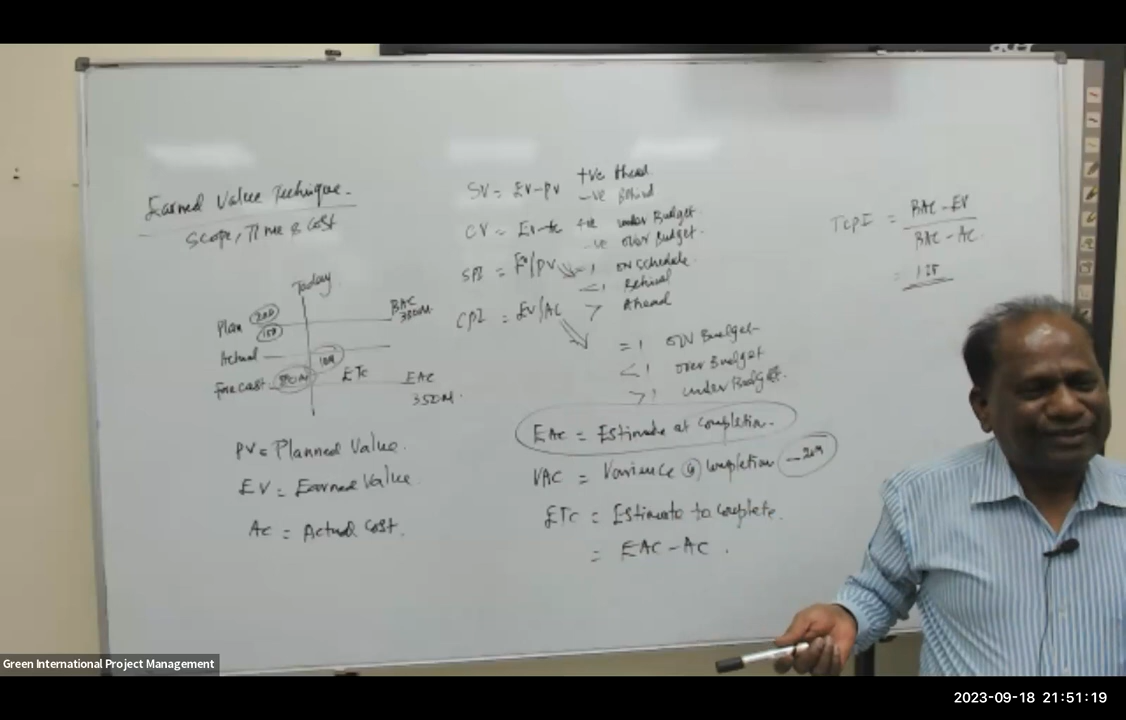 Earned Value Technique.
Scope, Time & Cost
Today
Plan 200
150
BAC
330M
Actual
10M
Forecast
ETC
EAC
350M.
PV = Planned Value.
EV = Earned Value
AC = Actual Cost.
SV = EV-PV +ve Ahead
-ve Behind
CV = EV-AC +ve under Budget
-ve over Budget.
SPI = EV/PV = 1 on Schedule
< 1 Behind
> Ahead
CPI = EV/AC
= 1 ON Budget
< 1 over Budget
> 1 under Budget.
EAC = Estimate at Completion.
VAC = Variance @ Completion -20M
ETC = Estimate to Complete.
= EAC - AC.
TCPI = BAC-EV
BAC-AC
Green International Project Management
2023-09-18 21:51:19